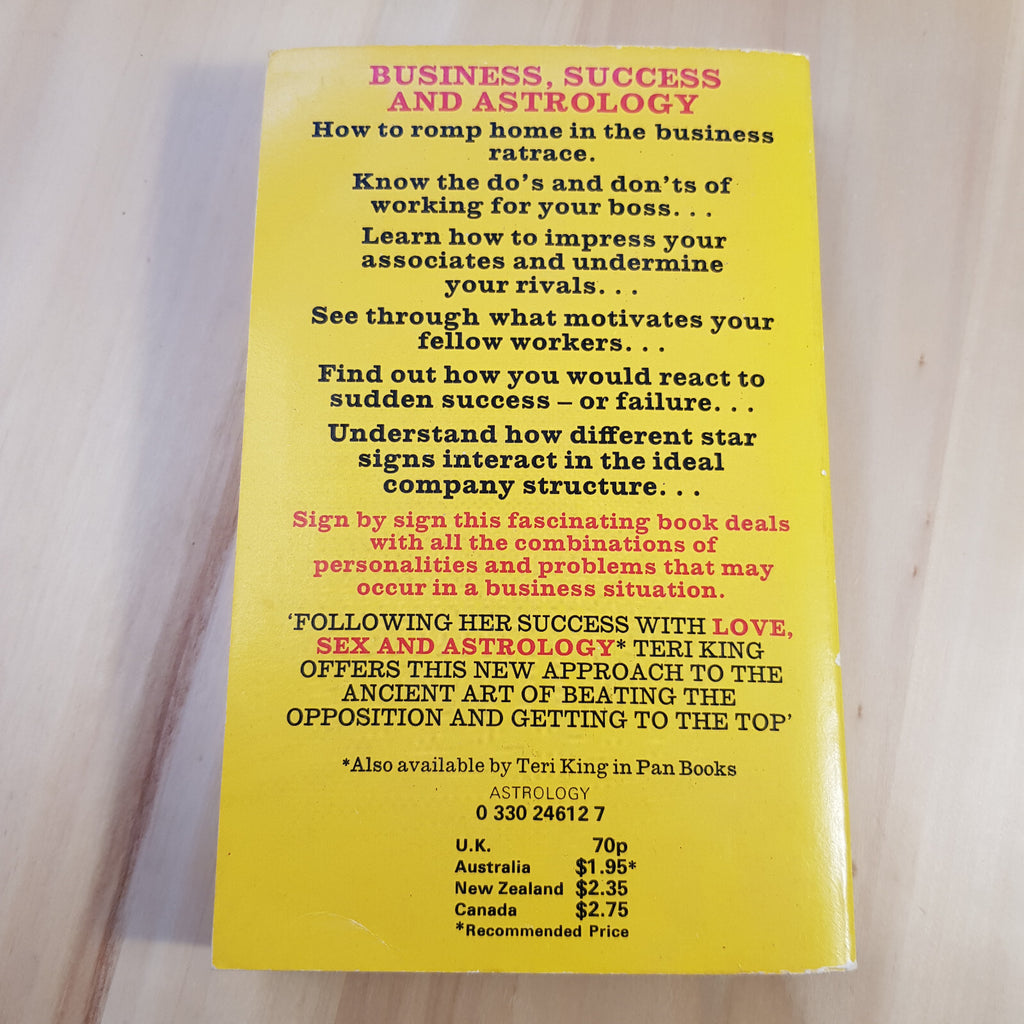 BUSINESS, SUCCESS
AND ASTROLOGY
How to romp home in the business
ratrace.
Know the do's and don'ts of
working for your boss. . .
Learn how to impress your
associates and undermine
your rivals. . .
See through what motivates your
fellow workers. . .
Find out how you would react to
sudden success – or failure. . .
Understand how different star
signs interact in the ideal
company structure. . .
Sign by sign this fascinating book deals
with all the combinations of
personalities and problems that may
occur in a business situation.
'FOLLOWING HER SUCCESS WITH LOVE,
SEX AND ASTROLOGY* TERI KING
OFFERS THIS NEW APPROACH TO THE
ANCIENT ART OF BEATING THE
OPPOSITION AND GETTING TO THE TOP'
*Also available by Teri King in Pan Books
ASTROLOGY
0 330 24612 7
U.K. 70p
Australia $1.95*
New Zealand $2.35
Canada $2.75
*Recommended Price